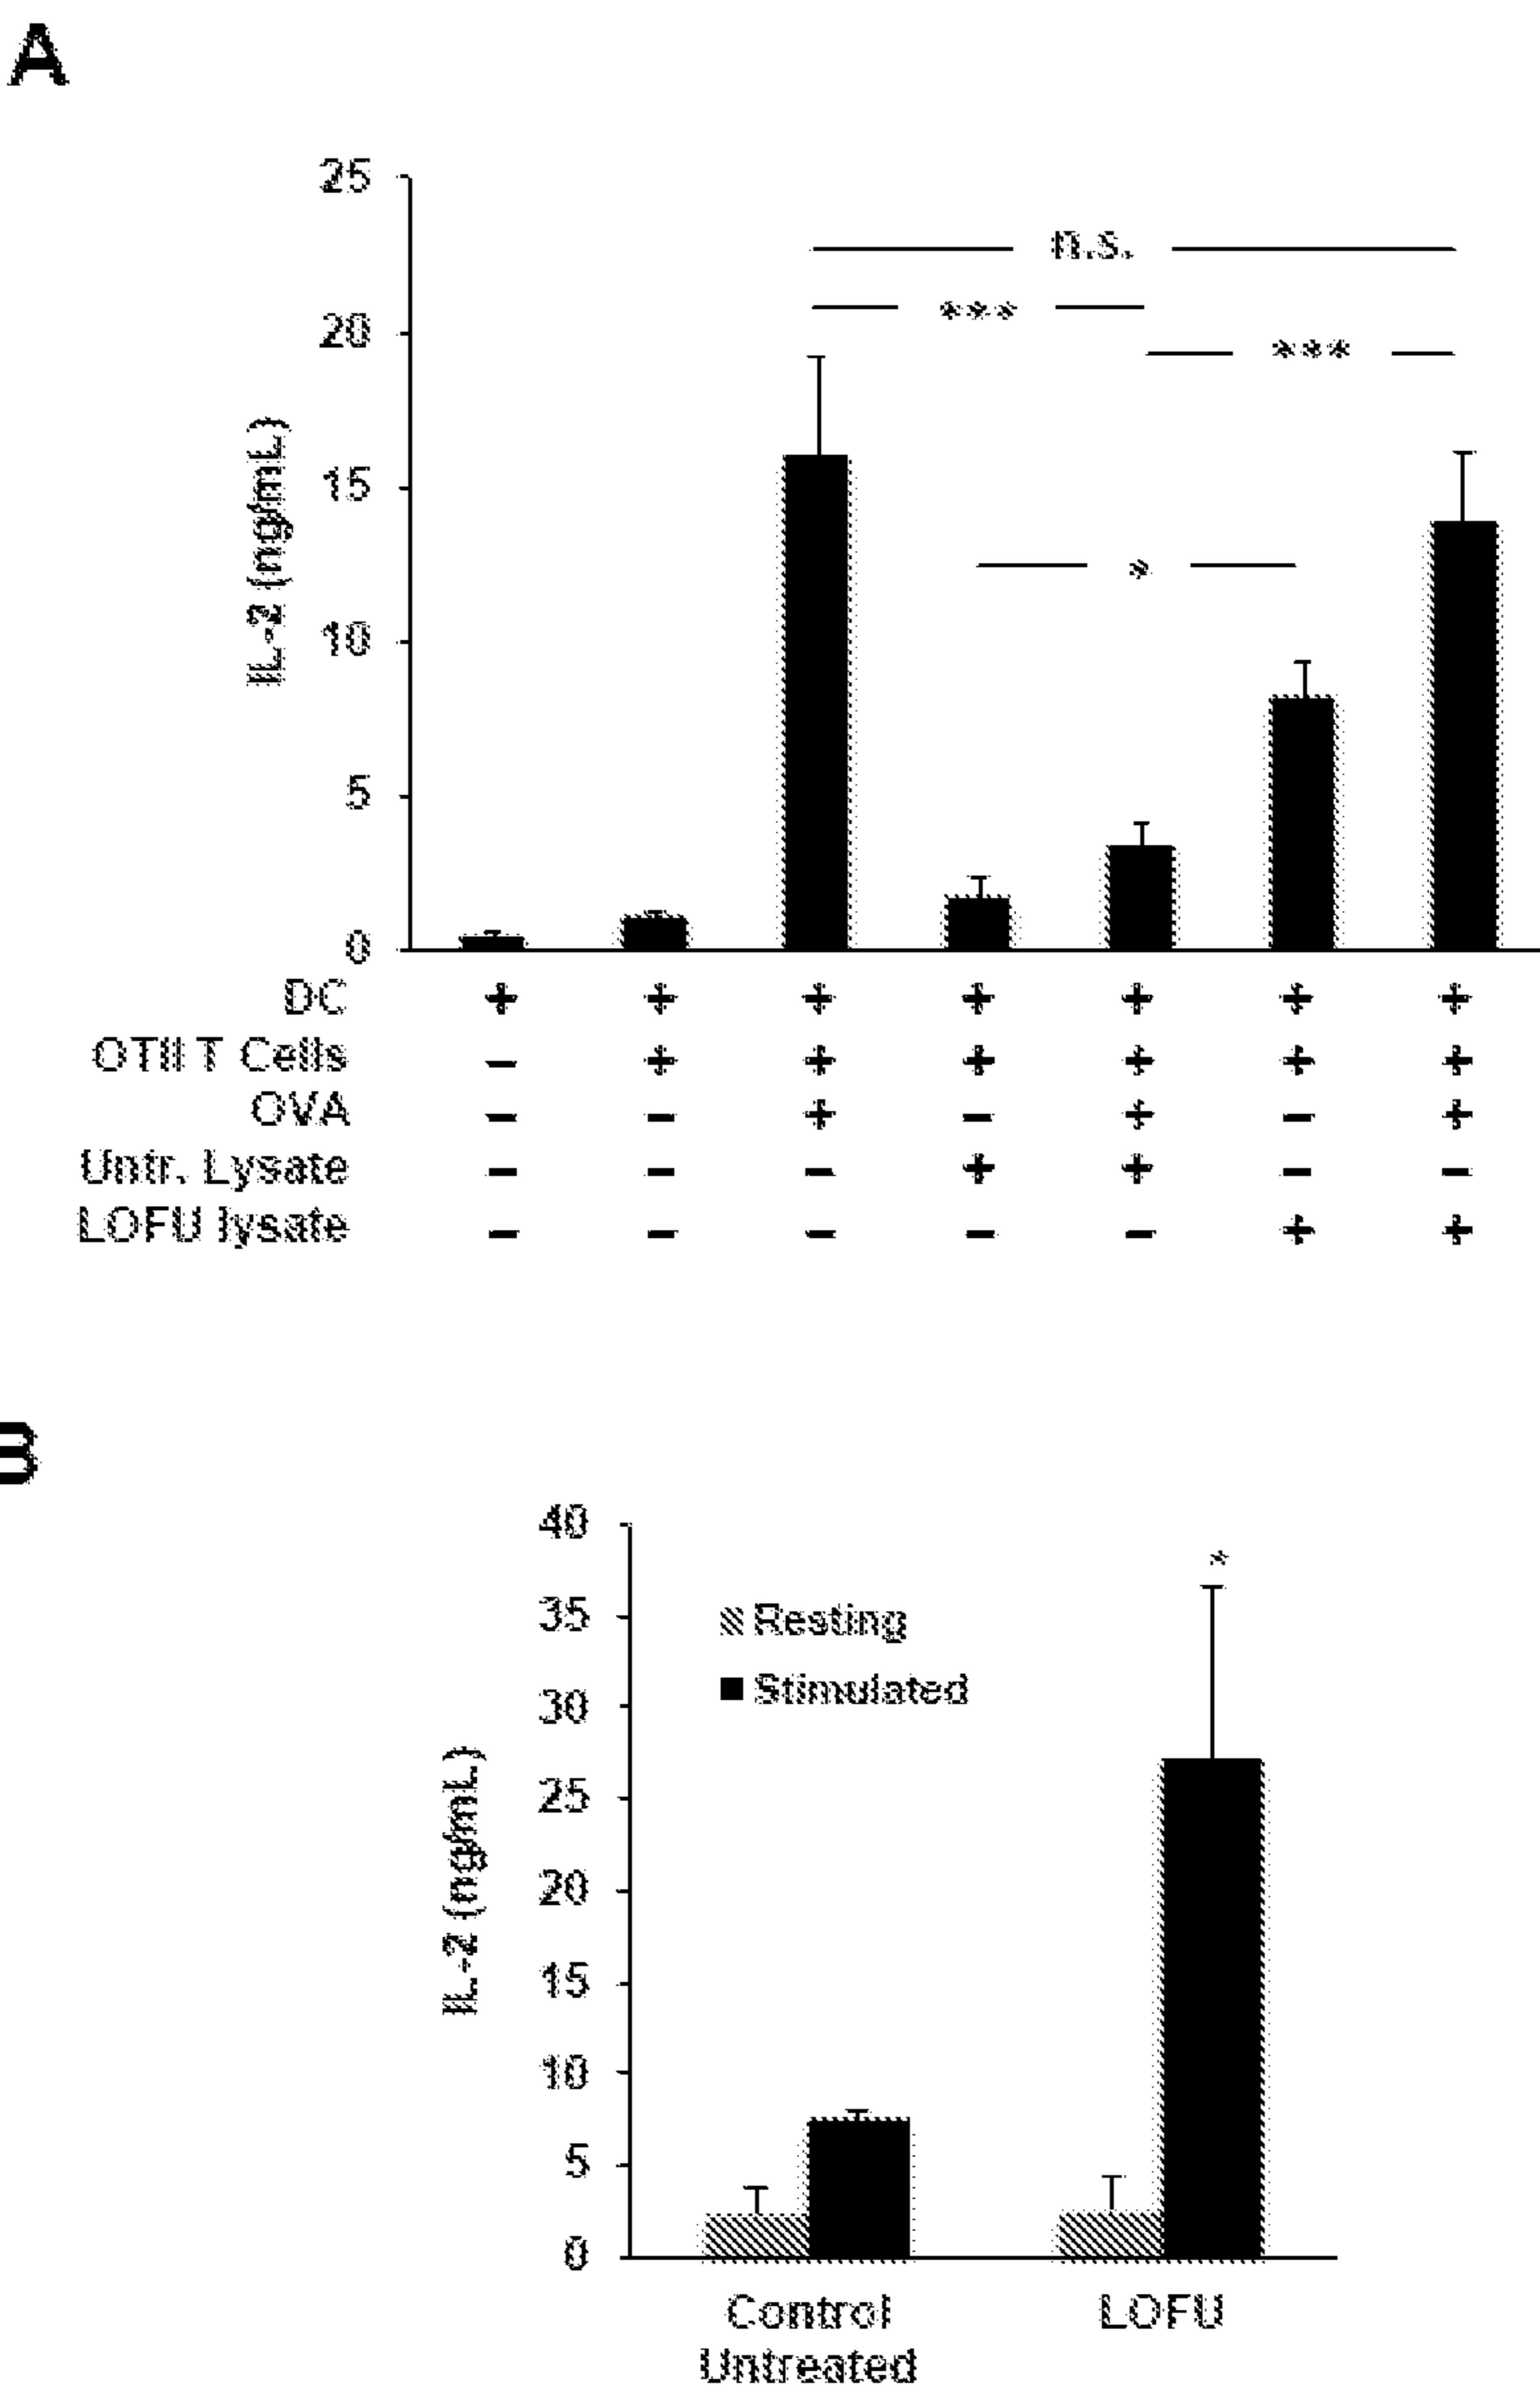 A
25
n.s.
***
20
***
15
*
10
5
0
IL-2 (ng/mL)
DC + + + + + + +
OTII T Cells – + + + + + +
OVA – – + – + – +
Untr. Lysate – – – + + – –
LOFU lysate – – – – – + +
B
40
*
35
Resting
Stimulated
30
25
20
15
10
5
0
IL-2 (ng/mL)
Control LOFU
Untreated